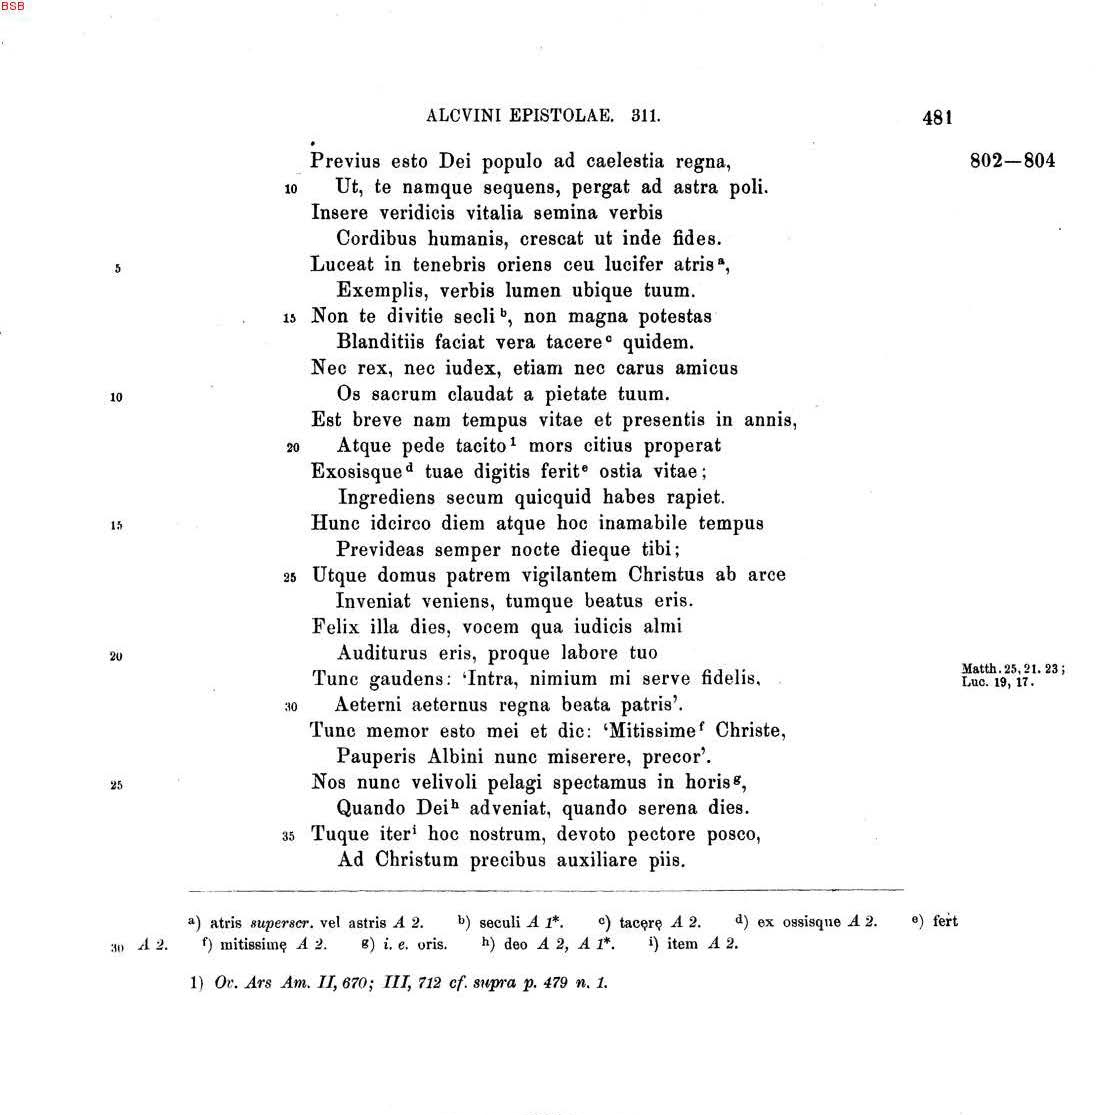 BSB
ALCVINI EPISTOLAE. 311. 481
Previus esto Dei populo ad caelestia regna, 802—804
10 Ut, te namque sequens, pergat ad astra poli.
Insere veridicis vitalia semina verbis
Cordibus humanis, crescat ut inde fides.
5 Luceat in tenebris oriens ceu lucifer atris ᵃ,
Exemplis, verbis lumen ubique tuum.
15 Non te divitie secli ᵇ, non magna potestas
Blanditiis faciat vera tacere ᶜ quidem.
Nec rex, nec iudex, etiam nec carus amicus
10 Os sacrum claudat a pietate tuum.
Est breve nam tempus vitae et presentis in annis,
20 Atque pede tacito ¹ mors citius properat
Exosisque ᵈ tuae digitis ferit ᵉ ostia vitae;
Ingrediens secum quicquid habes rapiet.
15 Hunc idcirco diem atque hoc inamabile tempus
Prevideas semper nocte dieque tibi;
25 Utque domus patrem vigilantem Christus ab arce
Inveniat veniens, tumque beatus eris.
Felix illa dies, vocem qua iudicis almi
20 Auditurus eris, proque labore tuo
Tunc gaudens: ‘Intra, nimium mi serve fidelis, Matth. 25, 21. 23;
Luc. 19, 17.
30 Aeterni aeternus regna beata patris’.
Tunc memor esto mei et dic: ‘Mitissime ᶠ Christe,
Pauperis Albini nunc miserere, precor’.
25 Nos nunc velivoli pelagi spectamus in horis ᵍ,
Quando Dei ʰ adveniat, quando serena dies.
35 Tuque iter ⁱ hoc nostrum, devoto pectore posco,
Ad Christum precibus auxiliare piis.
ᵃ) atris superscr. vel astris A 2. ᵇ) seculi A 1*. ᶜ) tacęrę A 2. ᵈ) ex ossisque A 2. ᵉ) fert
30 A 2. ᶠ) mitissimę A 2. ᵍ) i. e. oris. ʰ) deo A 2, A 1*. ⁱ) item A 2.
1) Ov. Ars Am. II, 670; III, 712 cf. supra p. 479 n. 1.